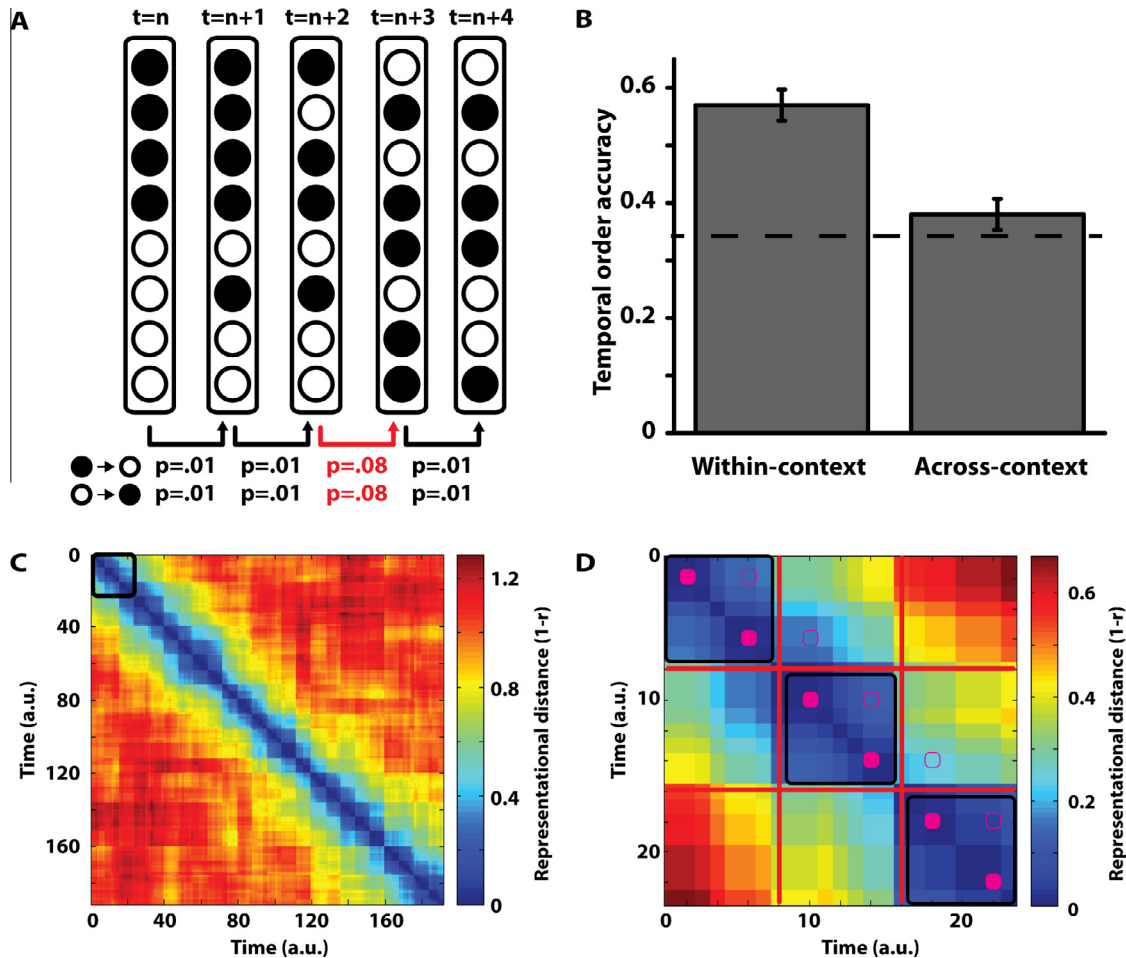 A
t=n t=n+1 t=n+2 t=n+3 t=n+4
p=.01 p=.01 p=.08 p=.01
p=.01 p=.01 p=.08 p=.01
B
Temporal order accuracy
0.6
0.4
0.2
0
Within-context Across-context
C
0
40
80
120
160
Time (a.u.)
0 40 80 120 160
Time (a.u.)
1.2
0.8
0.4
0
Representational distance (1-r)
D
0
10
20
Time (a.u.)
0 10 20
Time (a.u.)
0.6
0.4
0.2
0
Representational distance (1-r)